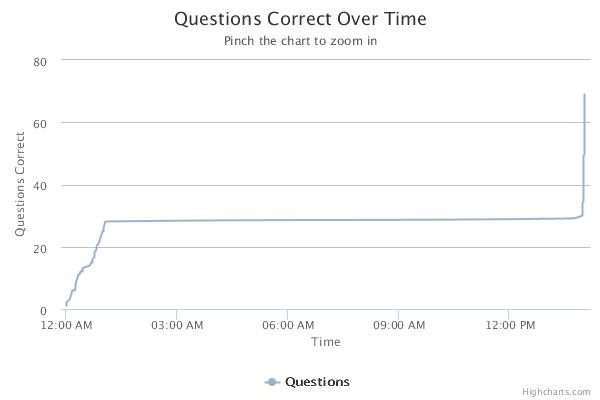 Questions Correct Over Time
Pinch the chart to zoom in
Questions Correct
80
60
40
20
0
12:00 AM 03:00 AM 06:00 AM 09:00 AM 12:00 PM
Time
Questions
Highcharts.com